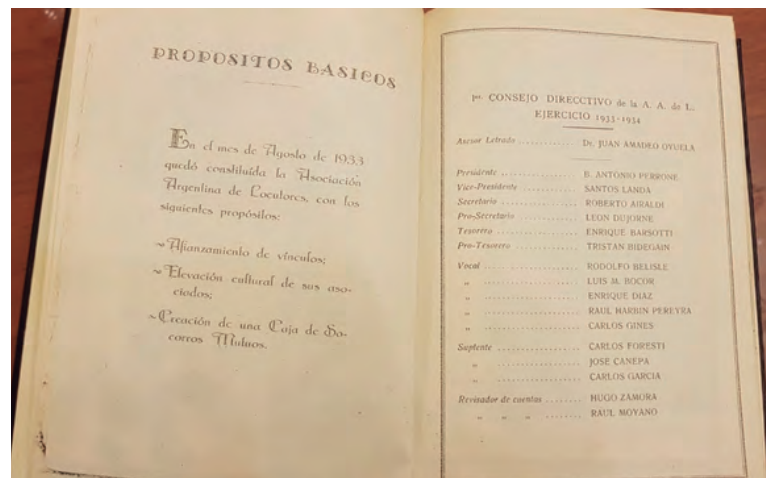 PROPOSITOS BASICOS
En el mes de Agosto de 1933
quedó constituída la Asociación
Argentina de Locutores, con los
siguientes propósitos:
~ Afianzamiento de vínculos;
~ Elevación cultural de sus aso-
ciados;
~ Creación de una Caja de So-
corros Mutuos.
1er. CONSEJO DIRECCTIVO de la A. A. de L.
EJERCICIO 1933-1934
Asesor Letrado ............ Dr. JUAN AMADEO OYUELA
Presidente .................. B. ANTONIO PERRONE
Vice-Presidente ............ SANTOS LANDA
Secretario .................. ROBERTO AIRALDI
Pro-Secretario ............. LEON DUJORNE
Tesorero .................... ENRIQUE BARSOTTI
Pro-Tesorero ............... TRISTAN BIDEGAIN
Vocal ....................... RODOLFO BELISLE
„ ....................... LUIS M. BOCOR
„ ....................... ENRIQUE DIAZ
„ ....................... RAUL HARBIN PEREYRA
„ ....................... CARLOS GINES
Suplente .................... CARLOS FORESTI
„ .................... JOSE CANEPA
„ .................... CARLOS GARCIA
Revisador de cuentas ........ HUGO ZAMORA
„ „ „ ........ RAUL MOYANO